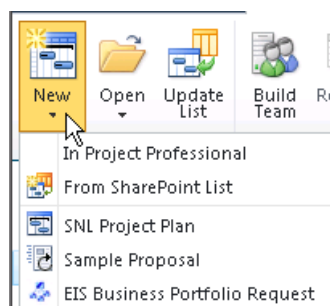 New Open Update List Build Team
In Project Professional
From SharePoint List
SNL Project Plan
Sample Proposal
EIS Business Portfolio Request